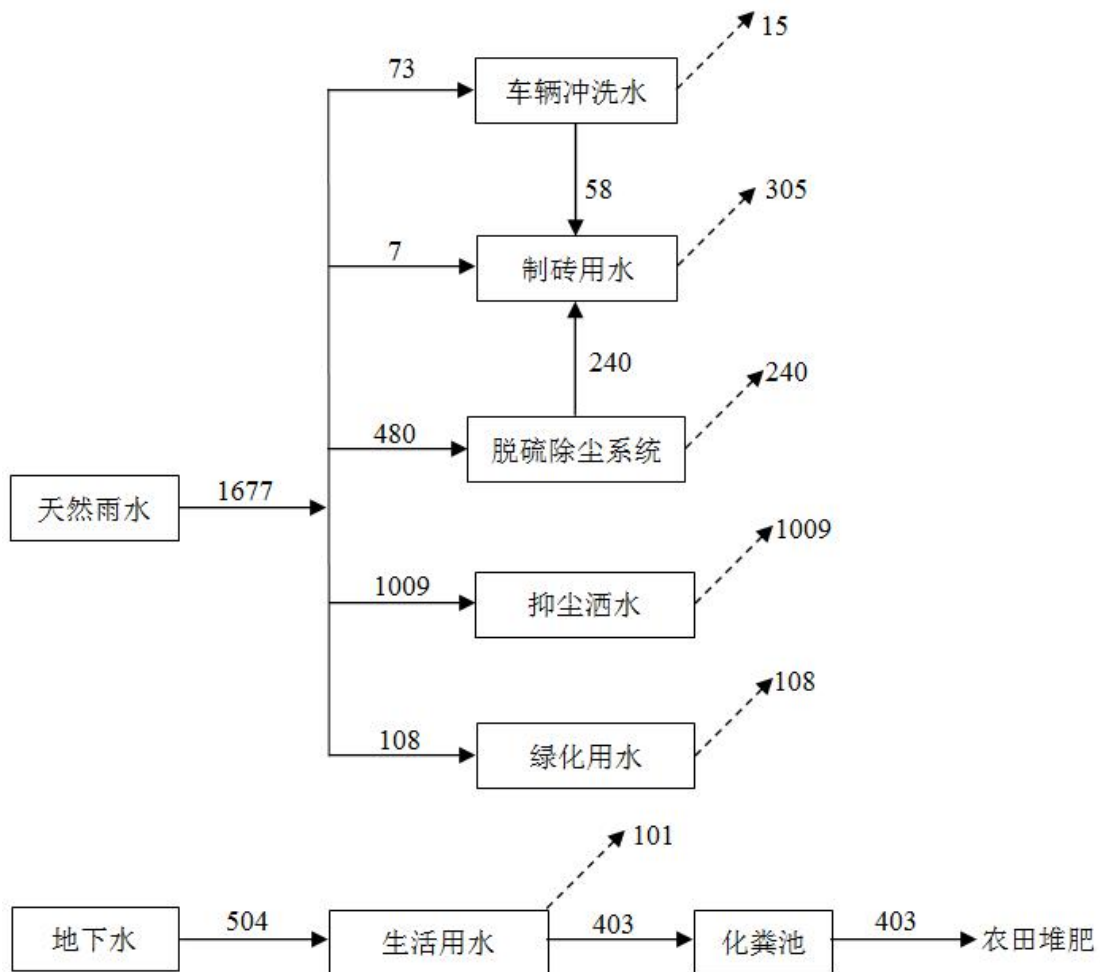 15
73
车辆冲洗水
58
305
7
制砖用水
240
240
480
脱硫除尘系统
天然雨水
1677
1009
1009
抑尘洒水
108
108
绿化用水
101
地下水
504
生活用水
403
化粪池
403
农田堆肥